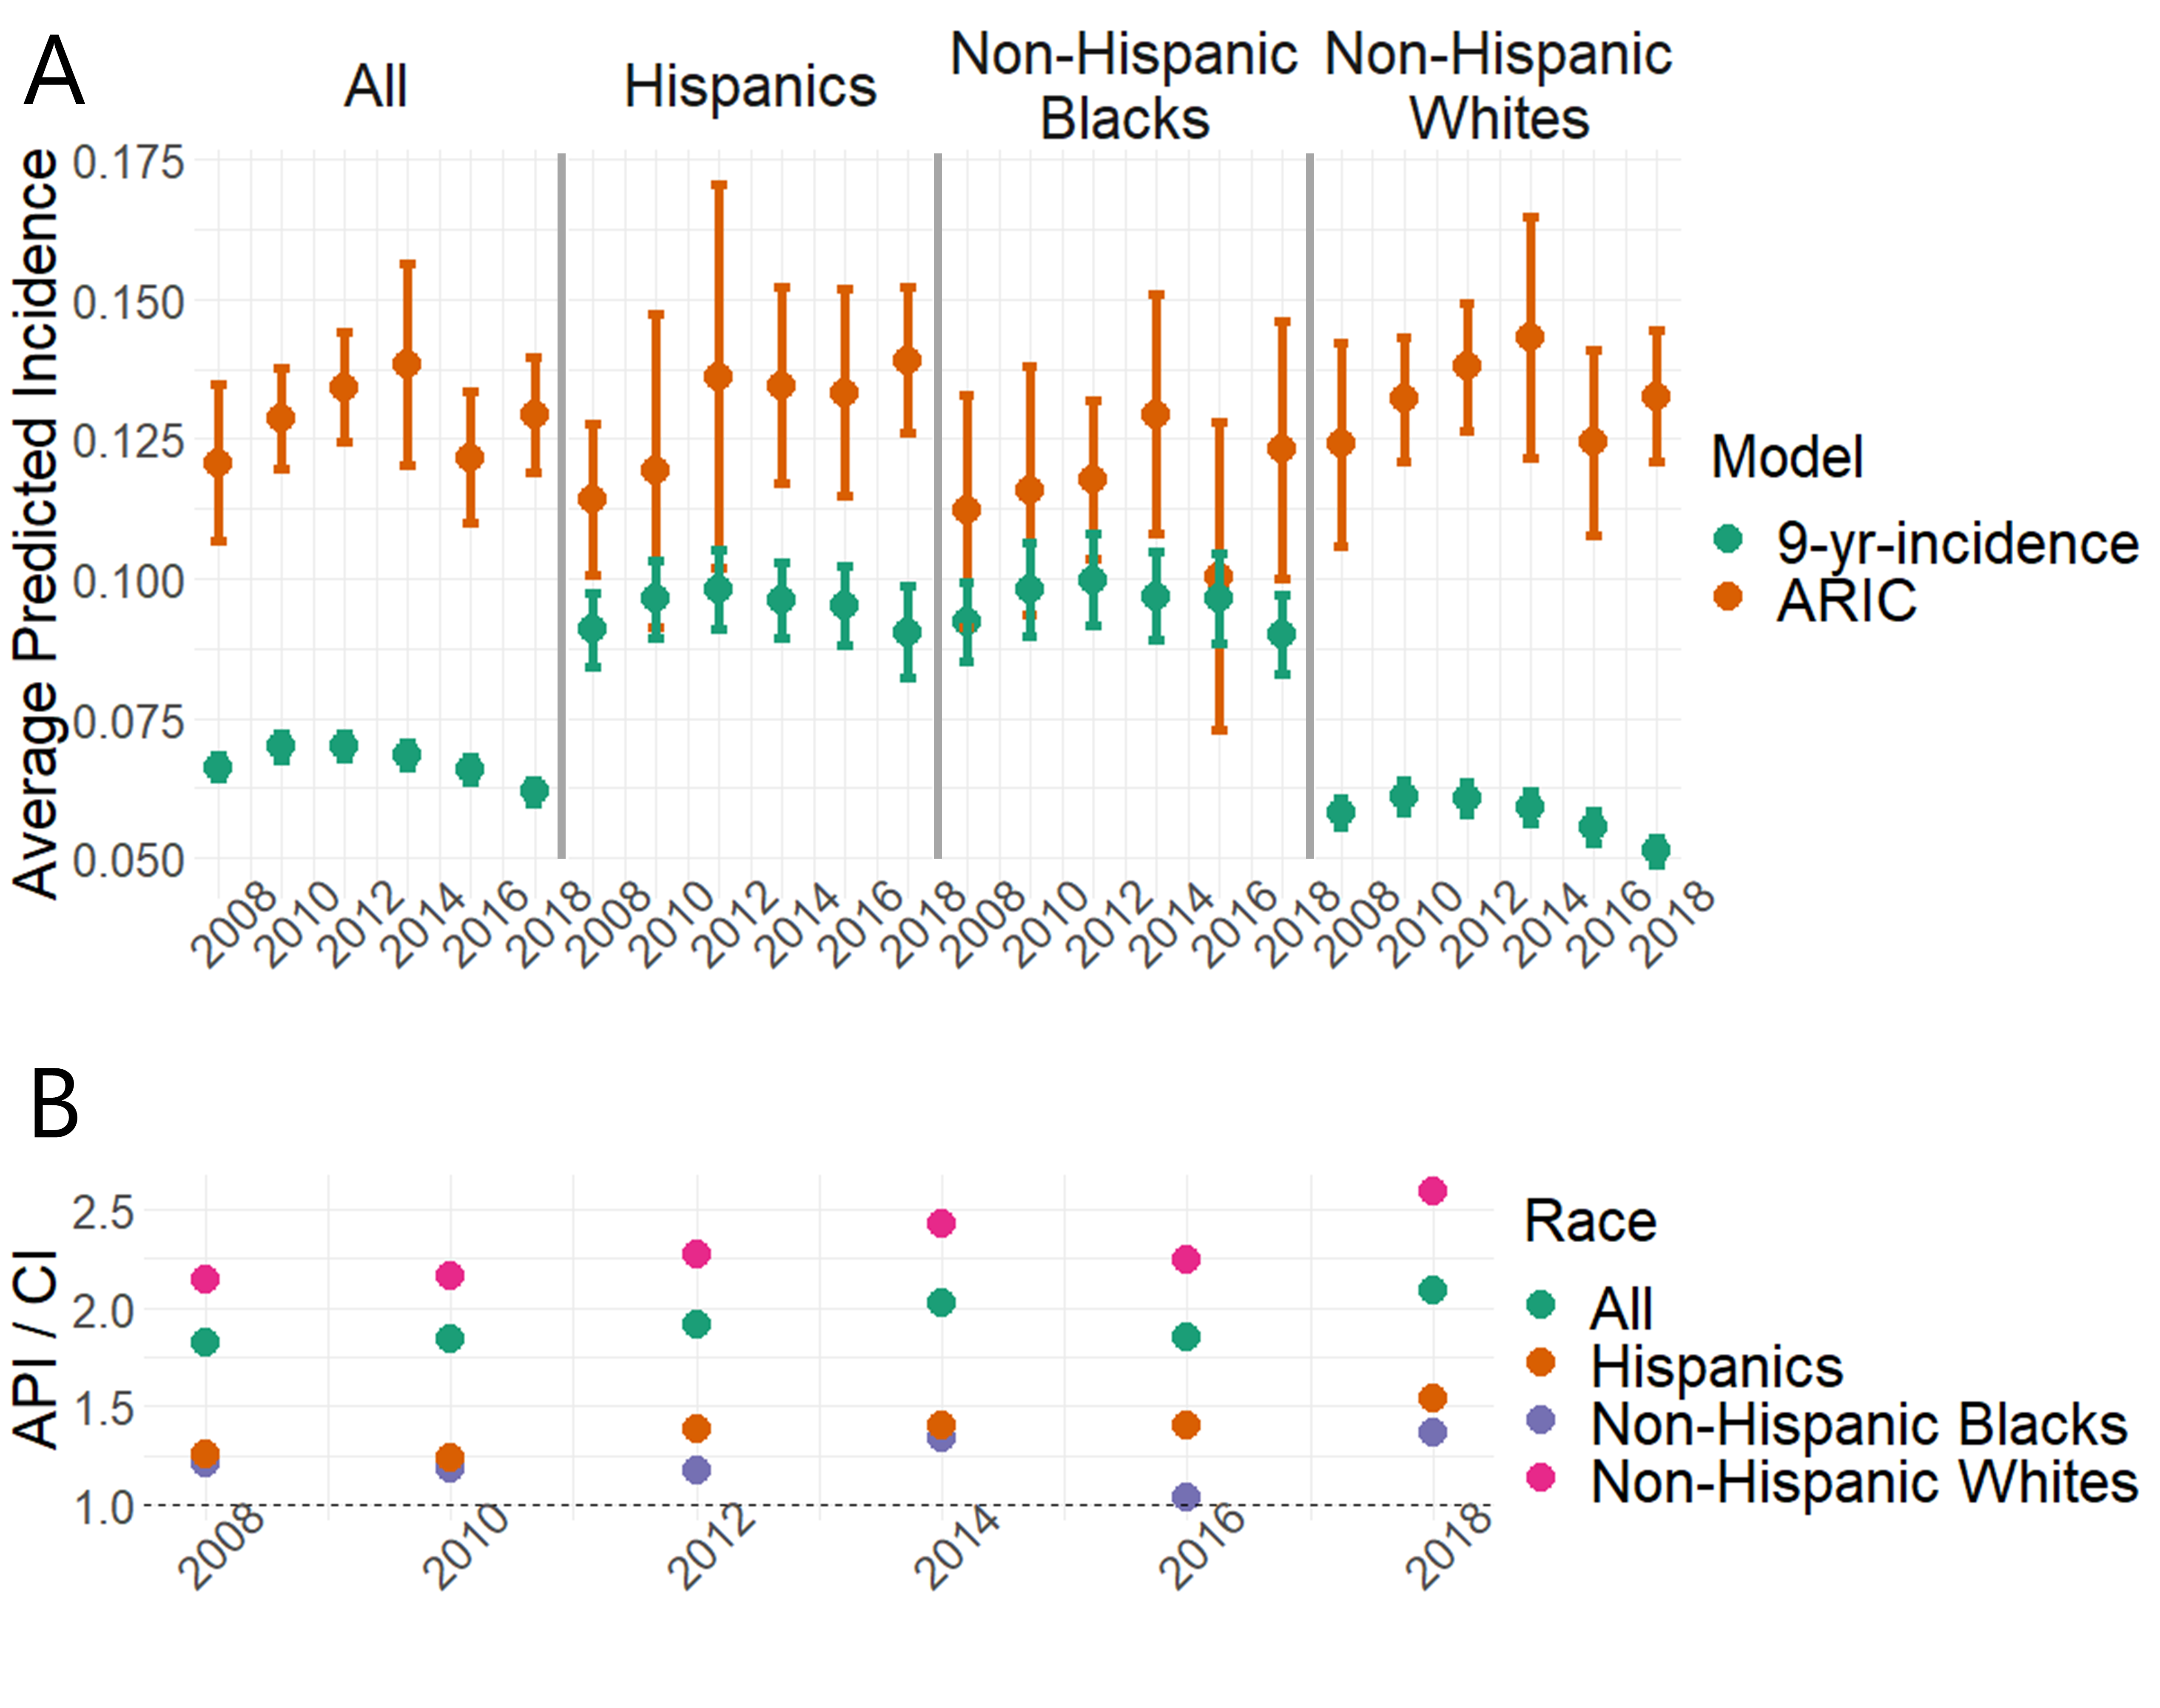 A
All
Hispanics
Non-Hispanic
Blacks
Non-Hispanic
Whites
Average Predicted Incidence
0.175
0.150
0.125
0.100
0.075
0.050
2008 2010 2012 2014 2016 2018 2008 2010 2012 2014 2016 2018 2008 2010 2012 2014 2016 2018 2008 2010 2012 2014 2016 2018
Model
9-yr-incidence
ARIC
B
API / CI
2.5
2.0
1.5
1.0
2008 2010 2012 2014 2016 2018
Race
All
Hispanics
Non-Hispanic Blacks
Non-Hispanic Whites